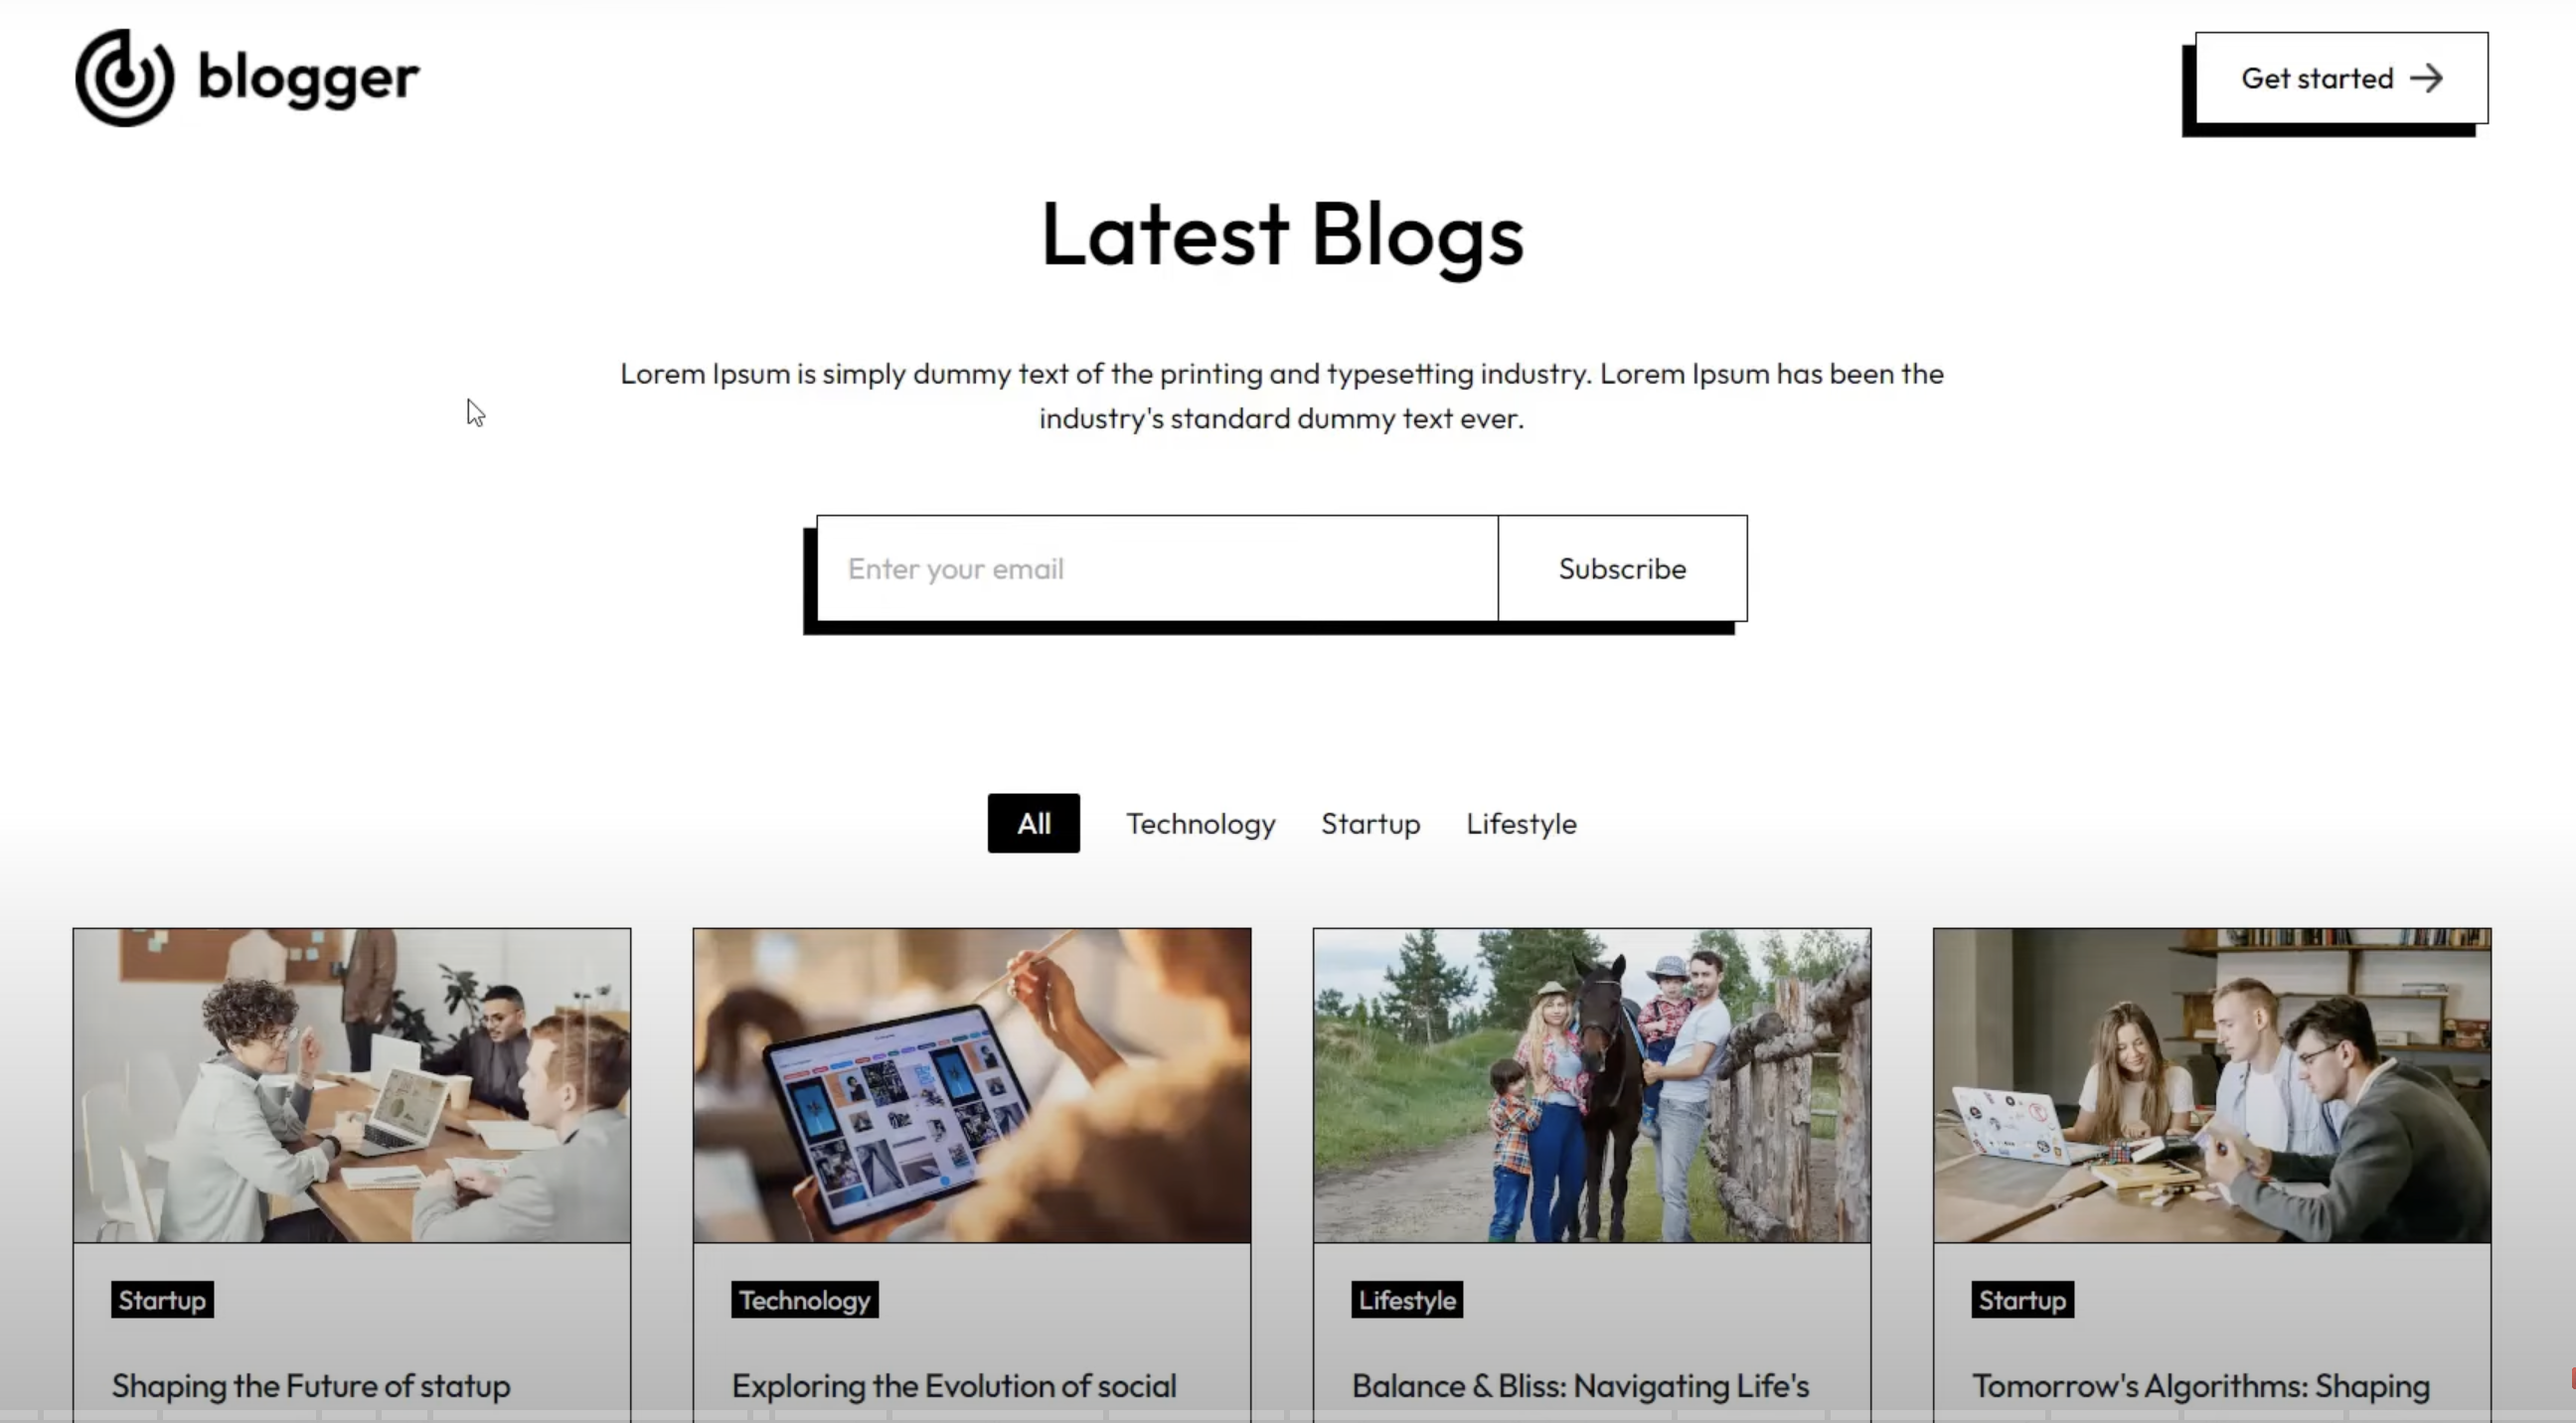 blogger
Get started
Latest Blogs
Lorem Ipsum is simply dummy text of the printing and typesetting industry. Lorem Ipsum has been the
industry's standard dummy text ever.
Enter your email
Subscribe
All
Technology
Startup
Lifestyle
Startup
Technology
Lifestyle
Startup
Shaping the Future of statup
Exploring the Evolution of social
Balance & Bliss: Navigating Life's
Tomorrow's Algorithms: Shaping